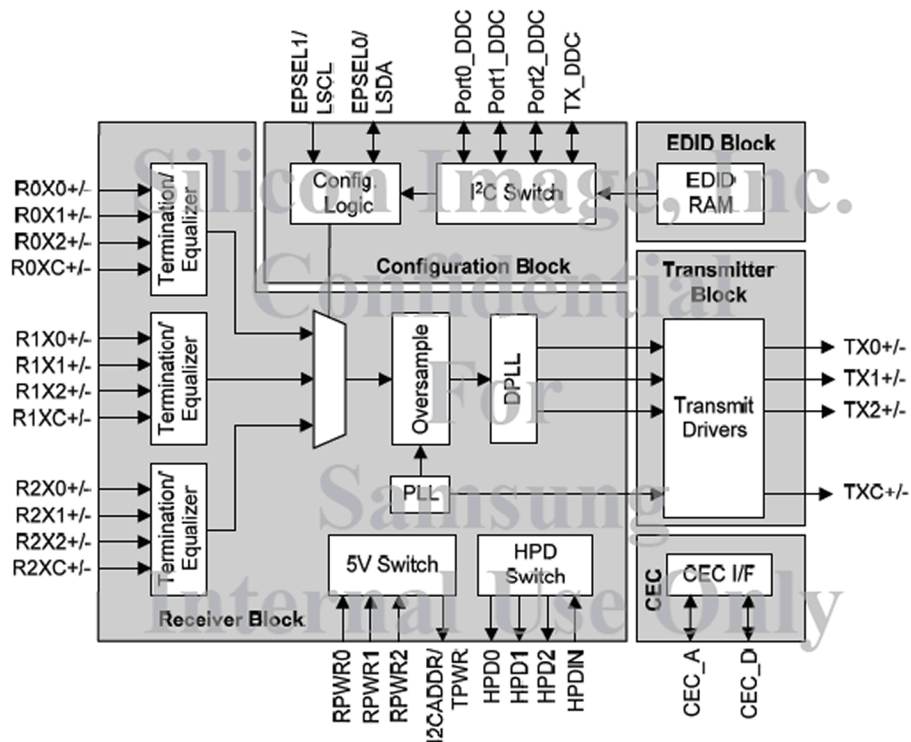 EPSEL1/
LSCL
EPSEL0/
LSDA
Port0_DDC
Port1_DDC
Port2_DDC
TX_DDC
R0X0+/-
R0X1+/-
R0X2+/-
R0XC+/-
Termination/
Equalizer
Config.
Logic
I²C Switch
Configuration Block
EDID Block
EDID
RAM
R1X0+/-
R1X1+/-
R1X2+/-
R1XC+/-
Termination/
Equalizer
Oversample
DPLL
PLL
Transmitter
Block
Transmit
Drivers
TX0+/-
TX1+/-
TX2+/-
TXC+/-
R2X0+/-
R2X1+/-
R2X2+/-
R2XC+/-
Termination/
Equalizer
5V Switch
HPD
Switch
Receiver Block
CEC
CEC I/F
RPWR0
RPWR1
RPWR2
I2CADDR/
TPWR
HPD0
HPD1
HPD2
HPDIN
CEC_A
CEC_D
Silicon Image, Inc.
Confidential
For
Samsung
Internal Use Only